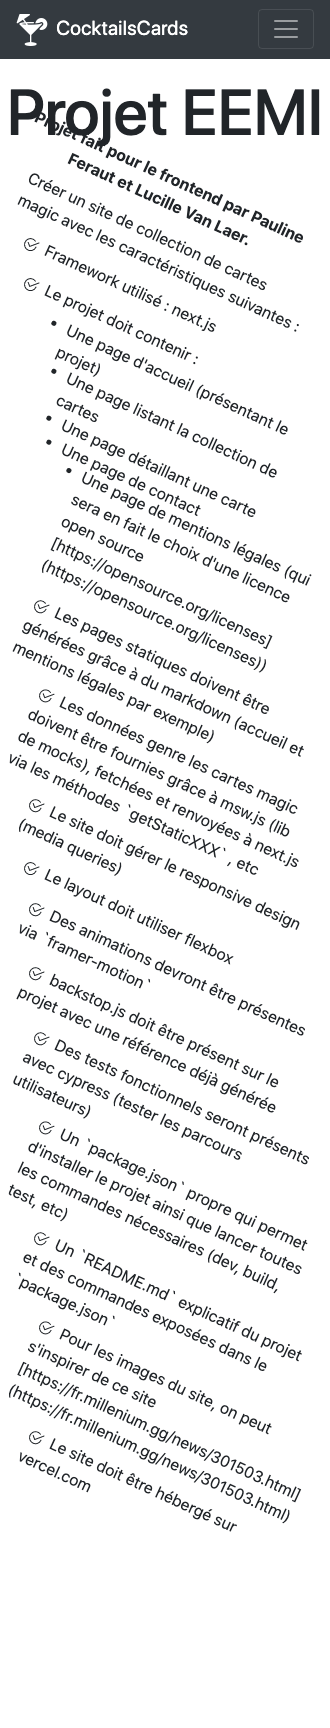 CocktailsCards
Projet EEMI
Projet fait pour le frontend par Pauline
Feraut et Lucille Van Laer.
Créer un site de collection de cartes
magic avec les caractéristiques suivantes :
Framework utilisé : next.js
Le projet doit contenir :
• Une page d'accueil (présentant le
projet)
• Une page listant la collection de
cartes
• Une page détaillant une carte
• Une page de contact
• Une page de mentions légales (qui
sera en fait le choix d'une licence
open source
[https://opensource.org/licenses]
(https://opensource.org/licenses))
Les pages statiques doivent être
générées grâce à du markdown (accueil et
mentions légales par exemple)
Les données genre les cartes magic
doivent être fournies grâce à msw.js (lib
de mocks), fetchées et renvoyées à next.js
via les méthodes `getStaticXXX` , etc
Le site doit gérer le responsive design
(media queries)
Le layout doit utiliser flexbox
Des animations devront être présentes
via `framer-motion`
backstop.js doit être présent sur le
projet avec une référence déjà générée
Des tests fonctionnels seront présents
avec cypress (tester les parcours
utilisateurs)
Un `package.json` propre qui permet
d'installer le projet ainsi que lancer toutes
les commandes nécessaires (dev, build,
test, etc)
Un `README.md` explicatif du projet
et des commandes exposées dans le
`package.json`
Pour les images du site, on peut
s'inspirer de ce site
[https://fr.millenium.gg/news/301503.html]
(https://fr.millenium.gg/news/301503.html)
Le site doit être hébergé sur
vercel.com